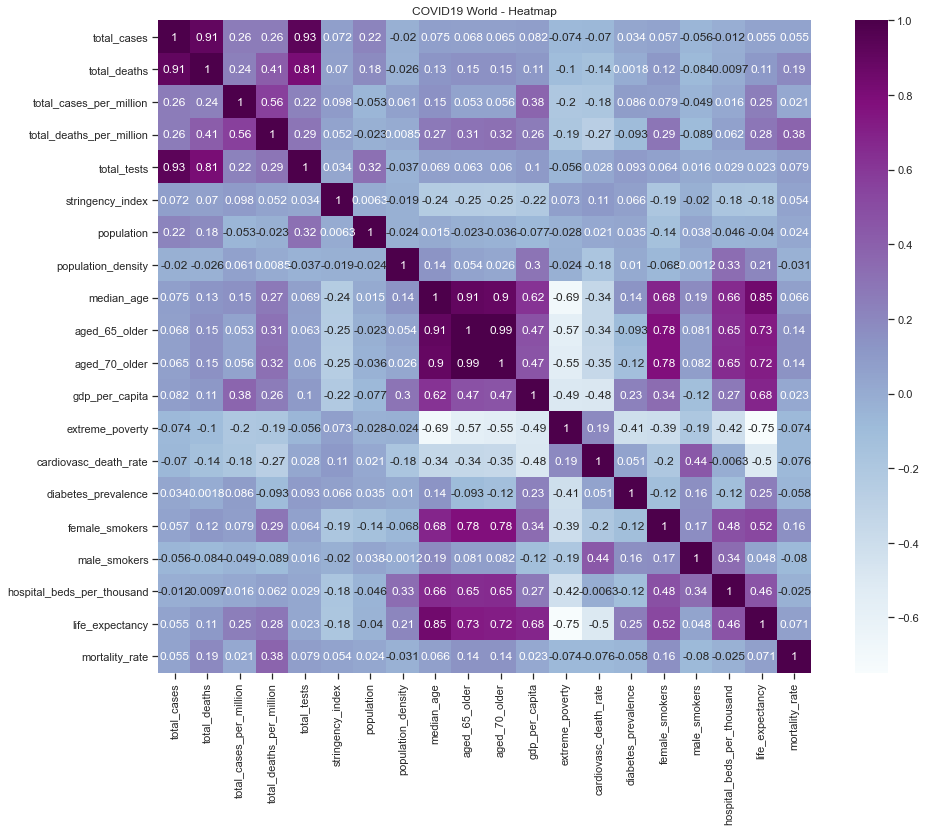 COVID19 World - Heatmap
total_cases 1 0.91 0.26 0.26 0.93 0.072 0.22 -0.02 0.075 0.068 0.065 0.082 -0.074 -0.07 0.034 0.057 -0.056 -0.012 0.055 0.055
total_deaths 0.91 1 0.24 0.41 0.81 0.07 0.18 -0.026 0.13 0.15 0.15 0.11 -0.1 -0.14 0.0018 0.12 -0.084 -0.0097 0.11 0.19
total_cases_per_million 0.26 0.24 1 0.56 0.22 0.098 -0.053 0.061 0.15 0.053 0.056 0.38 -0.2 -0.18 0.086 0.079 -0.049 0.016 0.25 0.021
total_deaths_per_million 0.26 0.41 0.56 1 0.29 0.052 -0.023 0.0085 0.27 0.31 0.32 0.26 -0.19 -0.27 -0.093 0.29 -0.089 0.062 0.28 0.38
total_tests 0.93 0.81 0.22 0.29 1 0.034 0.32 -0.037 0.069 0.063 0.06 0.1 -0.056 0.028 0.093 0.064 0.016 0.029 0.023 0.079
stringency_index 0.072 0.07 0.098 0.052 0.034 1 0.0063 -0.019 -0.24 -0.25 -0.25 -0.22 0.073 0.11 0.066 -0.19 -0.02 -0.18 -0.18 0.054
population 0.22 0.18 -0.053 -0.023 0.32 0.0063 1 -0.024 0.015 -0.023 -0.036 -0.077 -0.028 0.021 0.035 -0.14 0.038 -0.046 -0.04 0.024
population_density -0.02 -0.026 0.061 0.0085 -0.037 -0.019 -0.024 1 0.14 0.054 0.026 0.3 -0.024 -0.18 0.01 -0.068 0.0012 0.33 0.21 -0.031
median_age 0.075 0.13 0.15 0.27 0.069 -0.24 0.015 0.14 1 0.91 0.9 0.62 -0.69 -0.34 0.14 0.68 0.19 0.66 0.85 0.066
aged_65_older 0.068 0.15 0.053 0.31 0.063 -0.25 -0.023 0.054 0.91 1 0.99 0.47 -0.57 -0.34 -0.093 0.78 0.081 0.65 0.73 0.14
aged_70_older 0.065 0.15 0.056 0.32 0.06 -0.25 -0.036 0.026 0.9 0.99 1 0.47 -0.55 -0.35 -0.12 0.78 0.082 0.65 0.72 0.14
gdp_per_capita 0.082 0.11 0.38 0.26 0.1 -0.22 -0.077 0.3 0.62 0.47 0.47 1 -0.49 -0.48 0.23 0.34 -0.12 0.27 0.68 0.023
extreme_poverty -0.074 -0.1 -0.2 -0.19 -0.056 0.073 -0.028 -0.024 -0.69 -0.57 -0.55 -0.49 1 0.19 -0.41 -0.39 -0.19 -0.42 -0.75 -0.074
cardiovasc_death_rate -0.07 -0.14 -0.18 -0.27 0.028 0.11 0.021 -0.18 -0.34 -0.34 -0.35 -0.48 0.19 1 0.051 -0.2 0.44 -0.0063 -0.5 -0.076
diabetes_prevalence 0.034 0.0018 0.086 -0.093 0.093 0.066 0.035 0.01 0.14 -0.093 -0.12 0.23 -0.41 0.051 1 -0.12 0.16 -0.12 0.25 -0.058
female_smokers 0.057 0.12 0.079 0.29 0.064 -0.19 -0.14 -0.068 0.68 0.78 0.78 0.34 -0.39 -0.2 -0.12 1 0.17 0.48 0.52 0.16
male_smokers -0.056 -0.084 -0.049 -0.089 0.016 -0.02 0.038 0.0012 0.19 0.081 0.082 -0.12 -0.19 0.44 0.16 0.17 1 0.34 0.048 -0.08
hospital_beds_per_thousand -0.012 -0.0097 0.016 0.062 0.029 -0.18 -0.046 0.33 0.66 0.65 0.65 0.27 -0.42 -0.0063 -0.12 0.48 0.34 1 0.46 -0.025
life_expectancy 0.055 0.11 0.25 0.28 0.023 -0.18 -0.04 0.21 0.85 0.73 0.72 0.68 -0.75 -0.5 0.25 0.52 0.048 0.46 1 0.071
mortality_rate 0.055 0.19 0.021 0.38 0.079 0.054 0.024 -0.031 0.066 0.14 0.14 0.023 -0.074 -0.076 -0.058 0.16 -0.08 -0.025 0.071 1
total_cases
total_deaths
total_cases_per_million
total_deaths_per_million
total_tests
stringency_index
population
population_density
median_age
aged_65_older
aged_70_older
gdp_per_capita
extreme_poverty
cardiovasc_death_rate
diabetes_prevalence
female_smokers
male_smokers
hospital_beds_per_thousand
life_expectancy
mortality_rate
1.0
0.8
0.6
0.4
0.2
0.0
−0.2
−0.4
−0.6